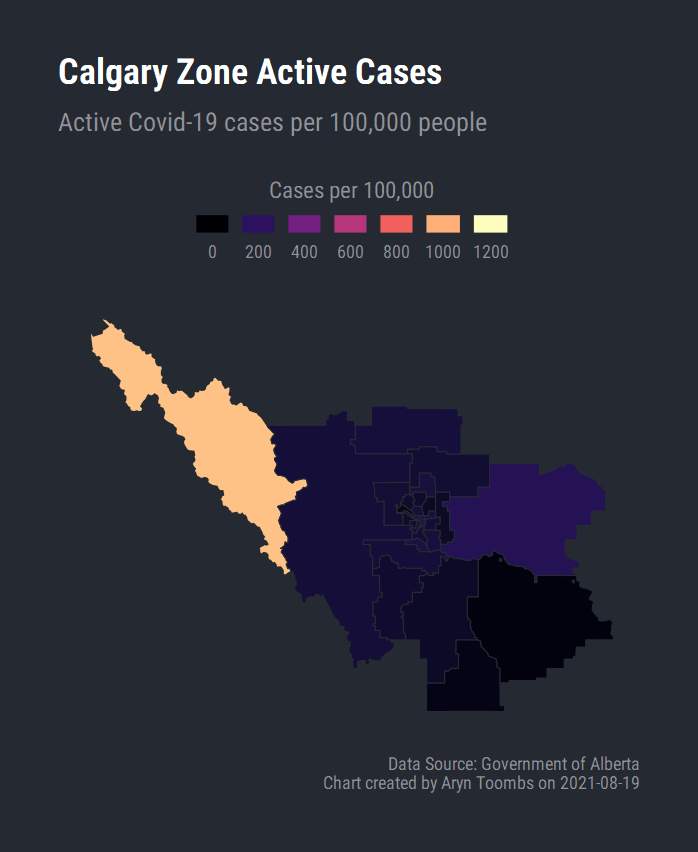 Calgary Zone Active Cases
Active Covid-19 cases per 100,000 people
Cases per 100,000
0 200 400 600 800 1000 1200
Data Source: Government of Alberta
Chart created by Aryn Toombs on 2021-08-19